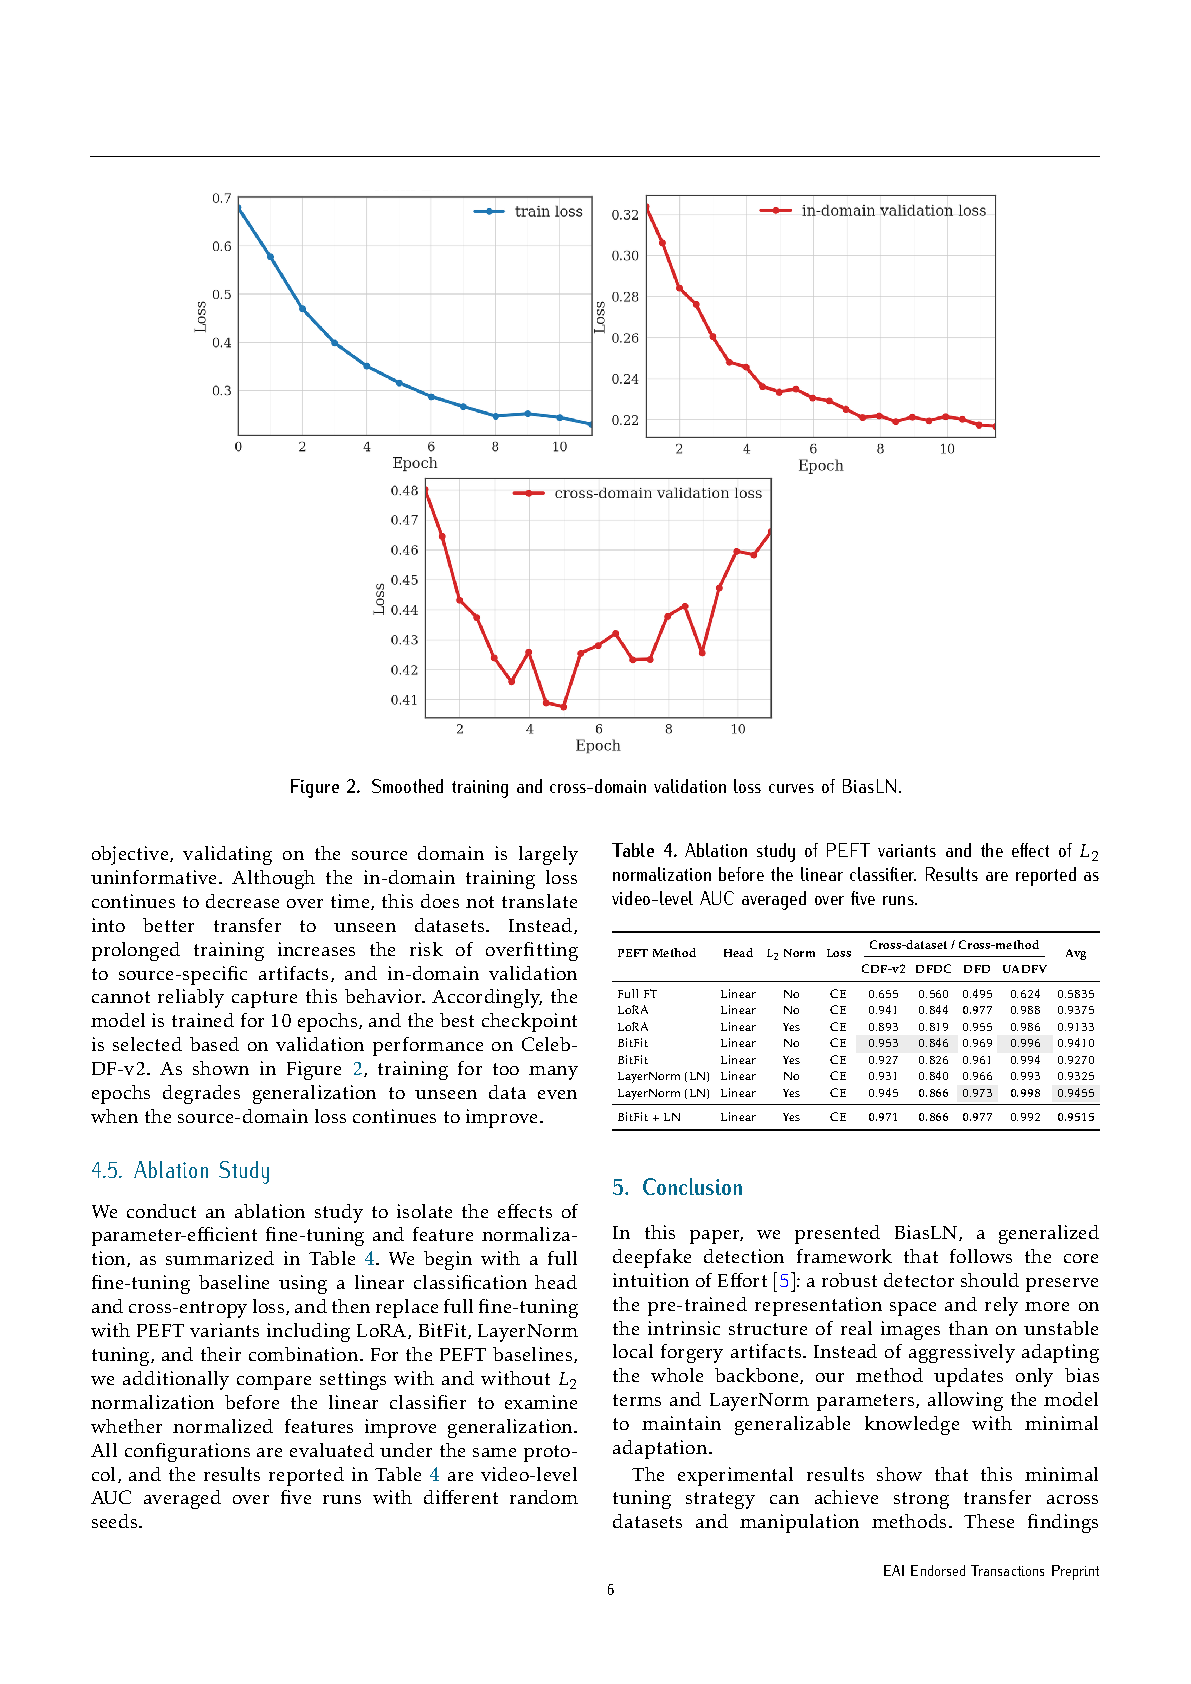 0.7
0.6
0.5
0.4
0.3
Loss
train loss
0 2 4 6 8 10
Epoch
0.32
0.30
0.28
0.26
0.24
0.22
Loss
in-domain validation loss
2 4 6 8 10
Epoch
0.48
0.47
0.46
0.45
0.44
0.43
0.42
0.41
Loss
cross-domain validation loss
2 4 6 8 10
Epoch
Figure 2. Smoothed training and cross-domain validation loss curves of BiasLN.
objective, validating on the source domain is largely
uninformative. Although the in-domain training loss
continues to decrease over time, this does not translate
into better transfer to unseen datasets. Instead,
prolonged training increases the risk of overfitting
to source-specific artifacts, and in-domain validation
cannot reliably capture this behavior. Accordingly, the
model is trained for 10 epochs, and the best checkpoint
is selected based on validation performance on Celeb-
DF-v2. As shown in Figure 2, training for too many
epochs degrades generalization to unseen data even
when the source-domain loss continues to improve.
4.5. Ablation Study
We conduct an ablation study to isolate the effects of
parameter-efficient fine-tuning and feature normaliza-
tion, as summarized in Table 4. We begin with a full
fine-tuning baseline using a linear classification head
and cross-entropy loss, and then replace full fine-tuning
with PEFT variants including LoRA, BitFit, LayerNorm
tuning, and their combination. For the PEFT baselines,
we additionally compare settings with and without L2
normalization before the linear classifier to examine
whether normalized features improve generalization.
All configurations are evaluated under the same proto-
col, and the results reported in Table 4 are video-level
AUC averaged over five runs with different random
seeds.
Table 4. Ablation study of PEFT variants and the effect of L2
normalization before the linear classifier. Results are reported as
video-level AUC averaged over five runs.
PEFT Method Head L2 Norm Loss Cross-dataset / Cross-method Avg
CDF-v2 DFDC DFD UADFV
Full FT Linear No CE 0.655 0.560 0.495 0.624 0.5835
LoRA Linear No CE 0.941 0.844 0.977 0.988 0.9375
LoRA Linear Yes CE 0.893 0.819 0.955 0.986 0.9133
BitFit Linear No CE 0.953 0.846 0.969 0.996 0.9410
BitFit Linear Yes CE 0.927 0.826 0.961 0.994 0.9270
LayerNorm (LN) Linear No CE 0.931 0.840 0.966 0.993 0.9325
LayerNorm (LN) Linear Yes CE 0.945 0.866 0.973 0.998 0.9455
BitFit + LN Linear Yes CE 0.971 0.866 0.977 0.992 0.9515
5. Conclusion
In this paper, we presented BiasLN, a generalized
deepfake detection framework that follows the core
intuition of Effort [5]: a robust detector should preserve
the pre-trained representation space and rely more on
the intrinsic structure of real images than on unstable
local forgery artifacts. Instead of aggressively adapting
the whole backbone, our method updates only bias
terms and LayerNorm parameters, allowing the model
to maintain generalizable knowledge with minimal
adaptation.
The experimental results show that this minimal
tuning strategy can achieve strong transfer across
datasets and manipulation methods. These findings
EAI Endorsed Transactions Preprint
6